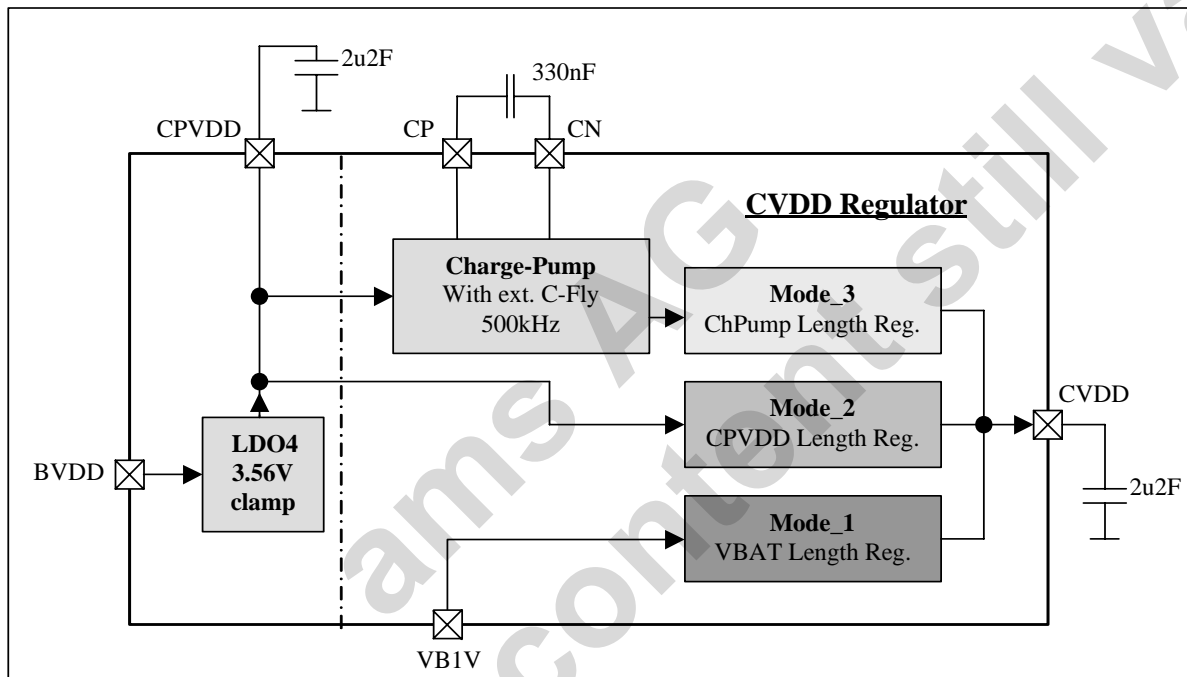 2u2F
330nF
CPVDD
CP
CN
CVDD Regulator
Charge-Pump
With ext. C-Fly
500kHz
Mode_3
ChPump Length Reg.
Mode_2
CPVDD Length Reg.
CVDD
LDO4
3.56V
clamp
BVDD
2u2F
Mode_1
VBAT Length Reg.
VB1V
ams AG
content still va